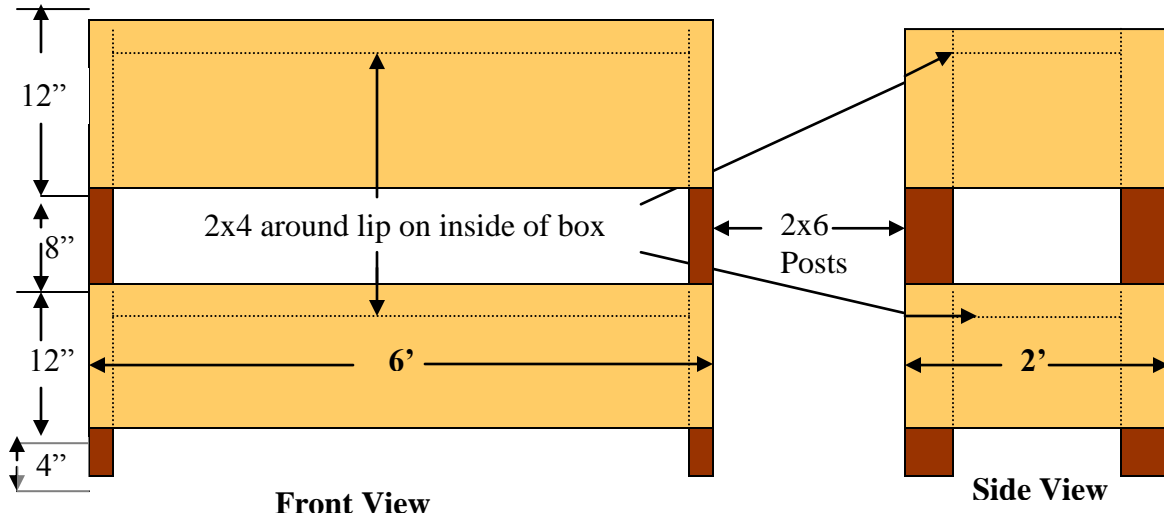 12”
2x4 around lip on inside of box
2x6
Posts
8”
12”
6’
2’
4”
Front View
Side View